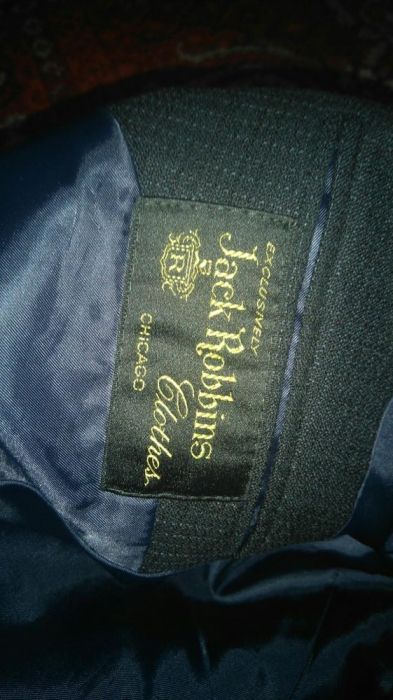 EXCLUSIVELY
Jack Robbins
R
Clothes
CHICAGO